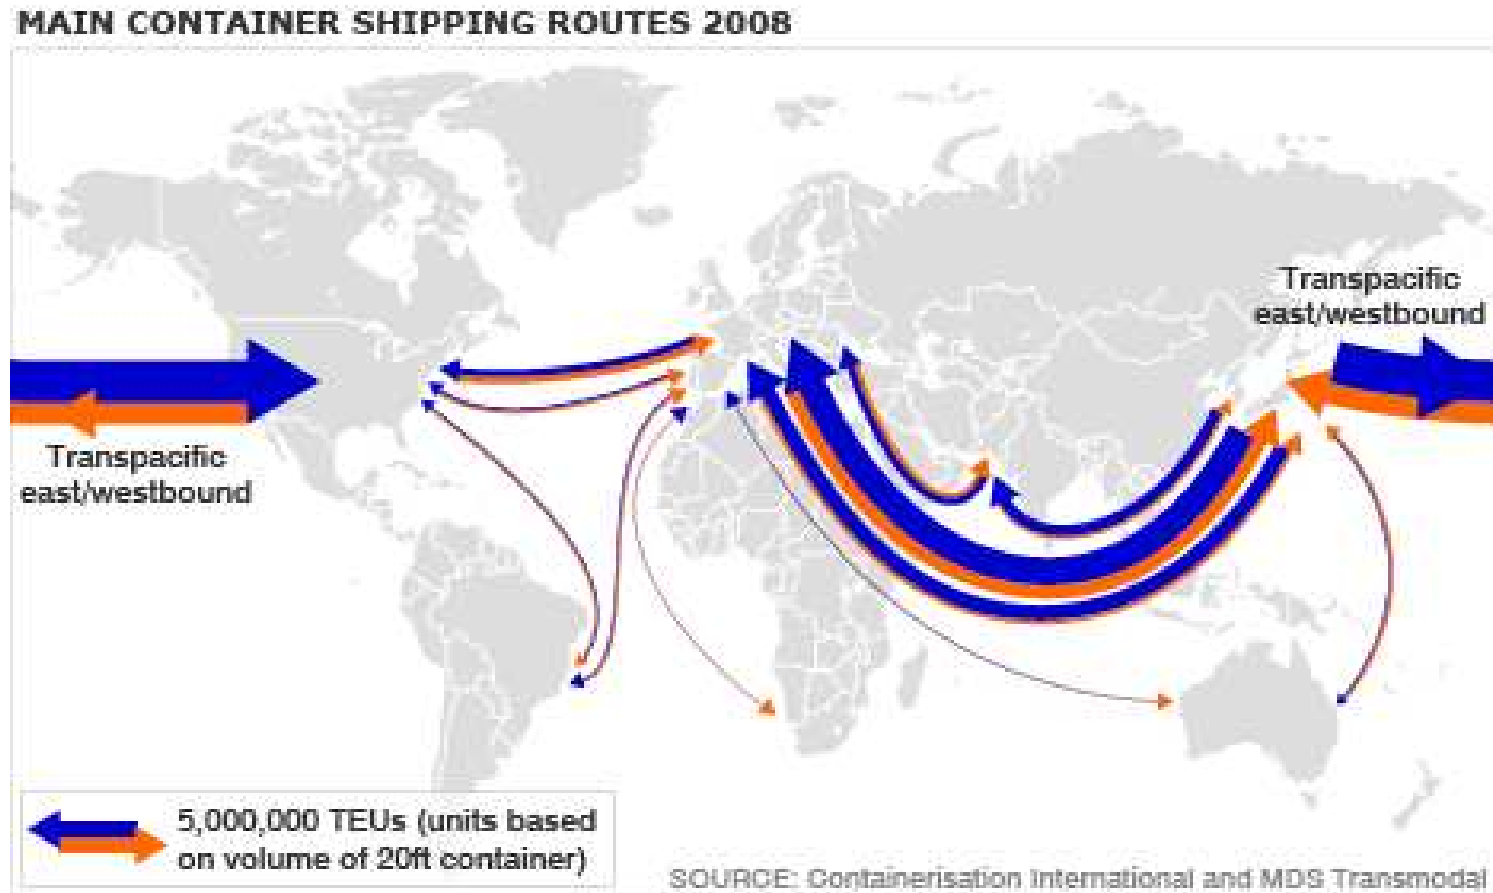 MAIN CONTAINER SHIPPING ROUTES 2008
Transpacific
east/westbound
Transpacific
east/westbound
5,000,000 TEUs (units based
on volume of 20ft container)
SOURCE: Containerisation International and MDS Transmodal